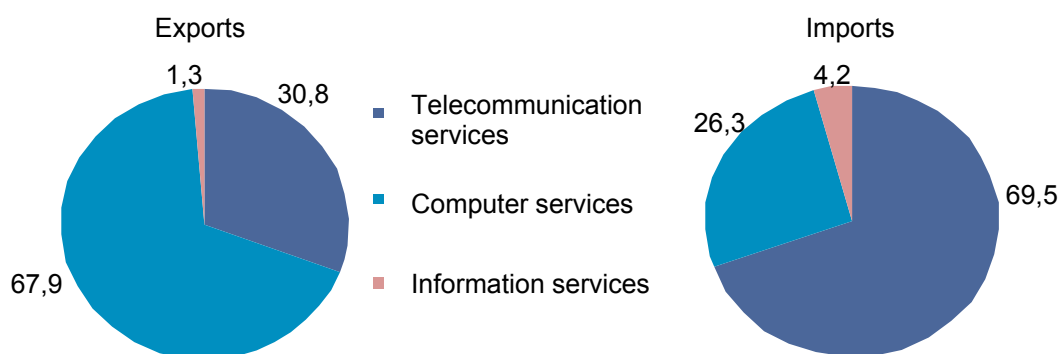 Exports
1,3
30,8
67,9
Telecommunication
services
Computer services
Information services
Imports
4,2
26,3
69,5